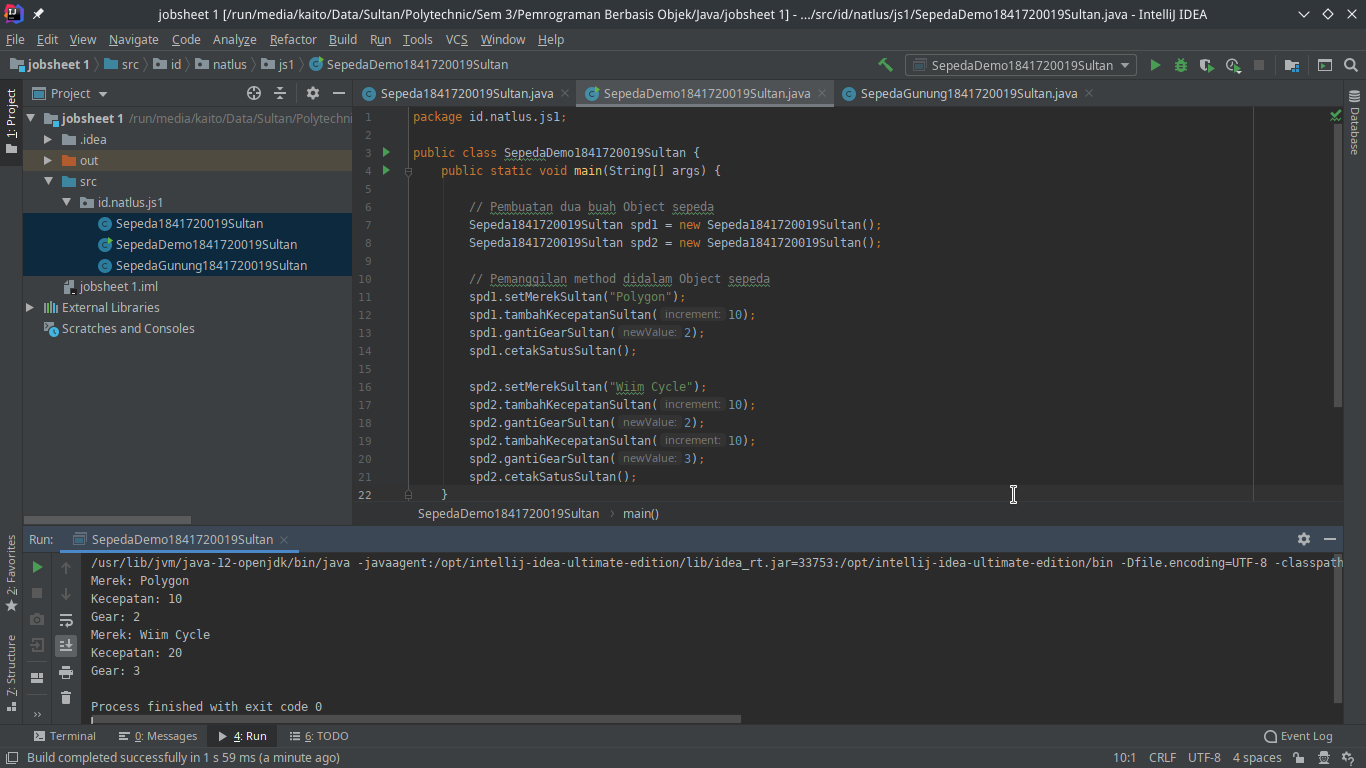 jobsheet 1 [/run/media/kaito/Data/Sultan/Polytechnic/Sem 3/Pemrograman Berbasis Objek/Java/jobsheet 1] - .../src/id/natlus/js1/SepedaDemo1841720019Sultan.java - IntelliJ IDEA
File Edit View Navigate Code Analyze Refactor Build Run Tools VCS Window Help
jobsheet 1 src id natlus js1 SepedaDemo1841720019Sultan SepedaDemo1841720019Sultan
1: Project
Project
Sepeda1841720019Sultan.java SepedaDemo1841720019Sultan.java SepedaGunung1841720019Sultan.java
Database
jobsheet 1 /run/media/kaito/Data/Sultan/Polytechni
.idea
out
src
id.natlus.js1
Sepeda1841720019Sultan
SepedaDemo1841720019Sultan
SepedaGunung1841720019Sultan
jobsheet 1.iml
External Libraries
Scratches and Consoles
1 package id.natlus.js1;
2
3 public class SepedaDemo1841720019Sultan {
4 public static void main(String[] args) {
5
6 // Pembuatan dua buah Object sepeda
7 Sepeda1841720019Sultan spd1 = new Sepeda1841720019Sultan();
8 Sepeda1841720019Sultan spd2 = new Sepeda1841720019Sultan();
9
10 // Pemanggilan method didalam Object sepeda
11 spd1.setMerekSultan("Polygon");
12 spd1.tambahKecepatanSultan( increment: 10);
13 spd1.gantiGearSultan( newValue: 2);
14 spd1.cetakSatusSultan();
15
16 spd2.setMerekSultan("Wiim Cycle");
17 spd2.tambahKecepatanSultan( increment: 10);
18 spd2.gantiGearSultan( newValue: 2);
19 spd2.tambahKecepatanSultan( increment: 10);
20 spd2.gantiGearSultan( newValue: 3);
21 spd2.cetakSatusSultan();
22 }
SepedaDemo1841720019Sultan main()
Run: SepedaDemo1841720019Sultan
2: Favorites
7: Structure
/usr/lib/jvm/java-12-openjdk/bin/java -javaagent:/opt/intellij-idea-ultimate-edition/lib/idea_rt.jar=33753:/opt/intellij-idea-ultimate-edition/bin -Dfile.encoding=UTF-8 -classpath
Merek: Polygon
Kecepatan: 10
Gear: 2
Merek: Wiim Cycle
Kecepatan: 20
Gear: 3
Process finished with exit code 0
Terminal 0: Messages 4: Run 6: TODO Event Log
Build completed successfully in 1 s 59 ms (a minute ago) 10:1 CRLF UTF-8 4 spaces